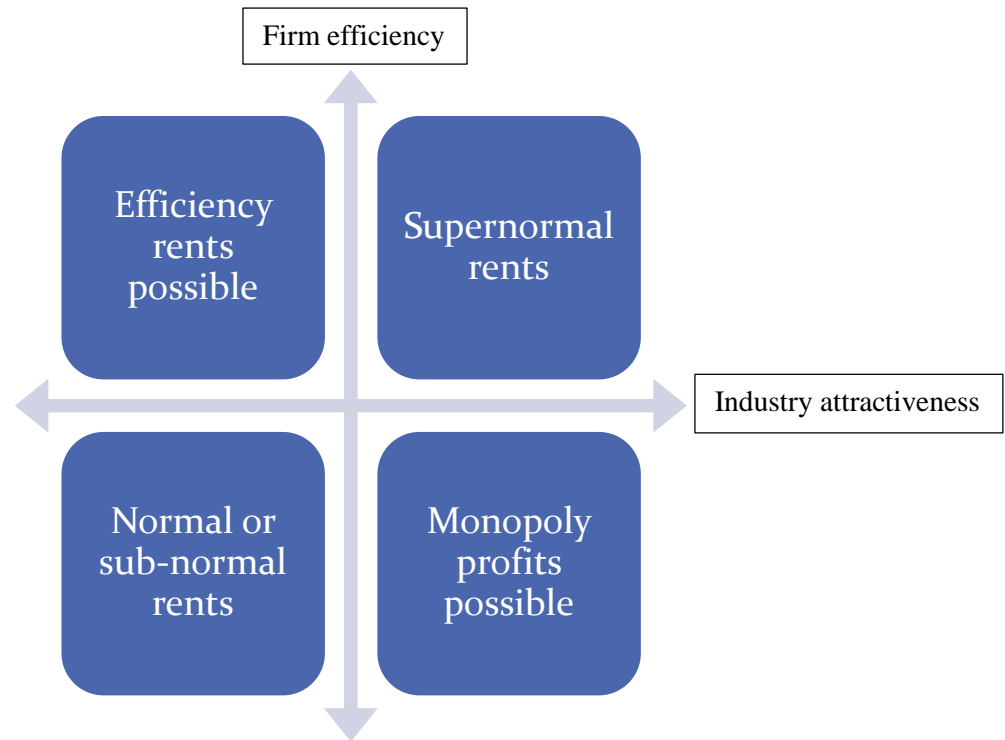 Firm efficiency
Efficiency
rents
possible
Supernormal
rents
Industry attractiveness
Normal or
sub-normal
rents
Monopoly
profits
possible